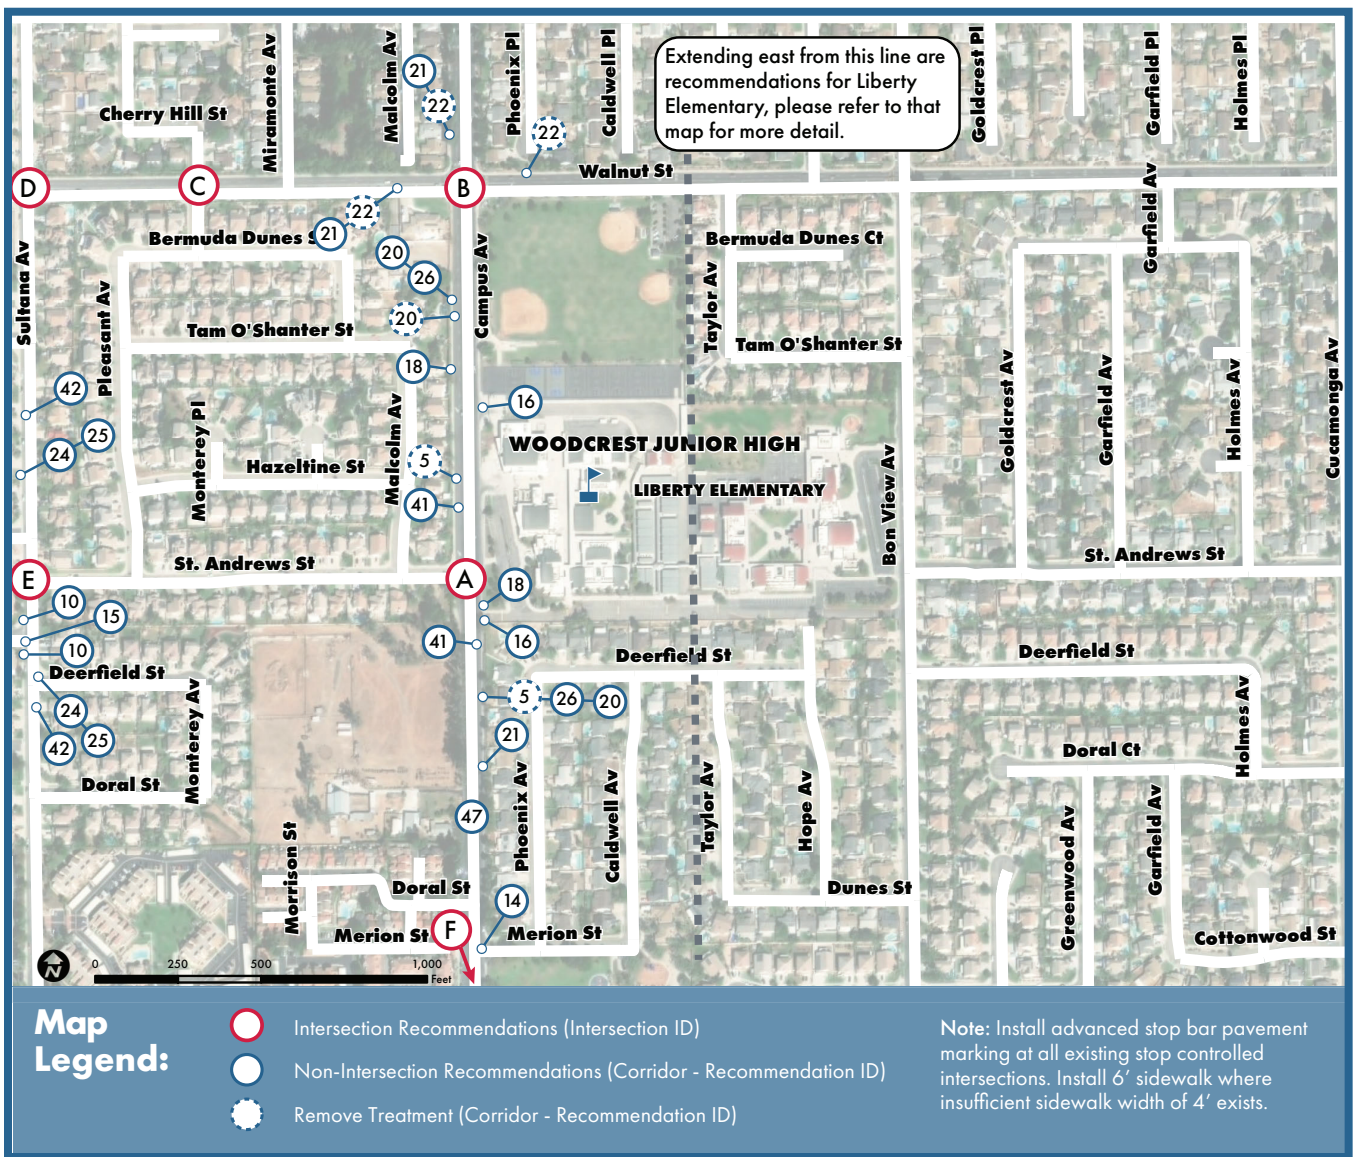 Miramonte Av
Malcolm Av
Phoenix Pl
Caldwell Pl
Goldcrest Pl
Garfield Pl
Holmes Pl
Extending east from this line are
recommendations for Liberty
Elementary, please refer to that
map for more detail.
21
22
Cherry Hill St
22
Walnut St
D
C
B
22
21
Bermuda Dunes S
Bermuda Dunes Ct
Garfield Av
20
26
20
Sultana Av
Pleasant Av
Campus Av
Taylor Av
Tam O'Shanter St
Tam O'Shanter St
18
42
16
Goldcrest Av
Garfield Av
Holmes Av
Cucamonga Av
25
24
Monterey Pl
Malcolm Av
WOODCREST JUNIOR HIGH
Hazeltine St
5
LIBERTY ELEMENTARY
41
Bon View Av
St. Andrews St
St. Andrews St
E
A
10
15
10
18
16
41
Deerfield St
Deerfield St
Deerfield St
24
25
42
Monterey Av
5
26
20
21
Holmes Av
Doral Ct
Doral St
47
Phoenix Av
Caldwell Av
Taylor Av
Hope Av
Greenwood Av
Garfield Av
Morrison St
Doral St
14
Dunes St
Merion St
F
Merion St
Cottonwood St
N
0 250 500 1,000
Feet
Map
Legend:
Intersection Recommendations (Intersection ID)
Non-Intersection Recommendations (Corridor - Recommendation ID)
Remove Treatment (Corridor - Recommendation ID)
Note: Install advanced stop bar pavement
marking at all existing stop controlled
intersections. Install 6' sidewalk where
insufficient sidewalk width of 4' exists.